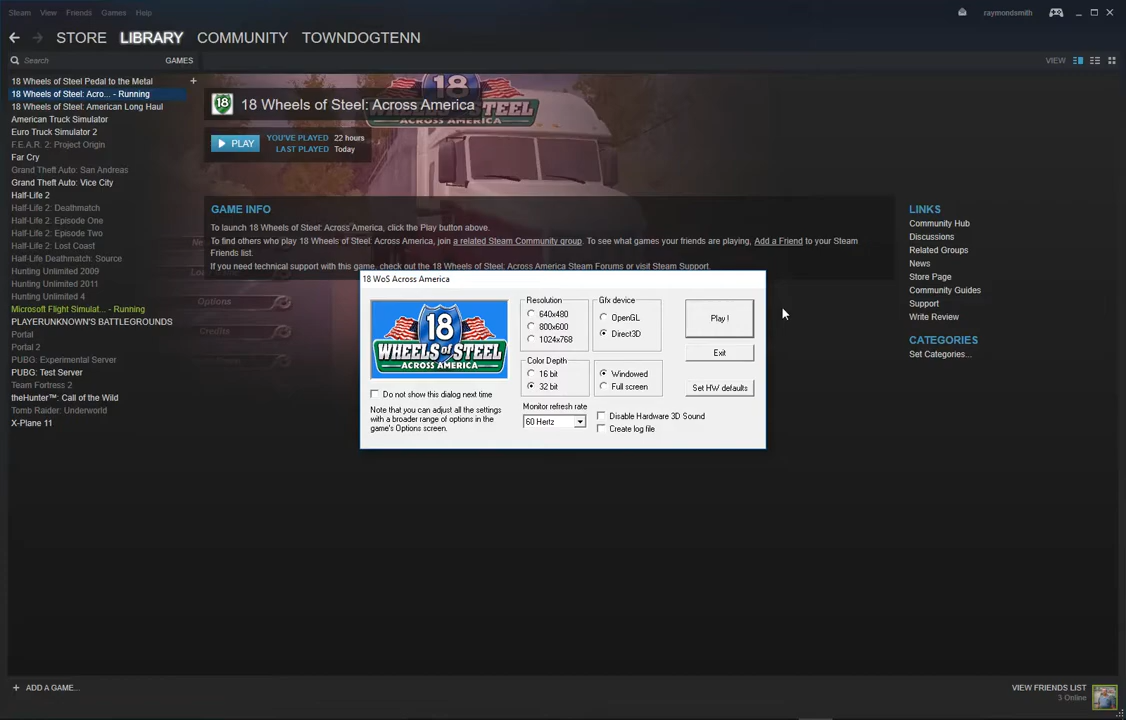 Steam View Friends Games Help
raymondsmith
STORE LIBRARY COMMUNITY TOWNDOGTENN
Search GAMES VIEW
18 Wheels of Steel Pedal to the Metal
18 Wheels of Steel: Acro... - Running
18 Wheels of Steel: American Long Haul
American Truck Simulator
Euro Truck Simulator 2
F.E.A.R. 2: Project Origin
Far Cry
Grand Theft Auto: San Andreas
Grand Theft Auto: Vice City
Half-Life 2
Half-Life 2: Deathmatch
Half-Life 2: Episode One
Half-Life 2: Episode Two
Half-Life 2: Lost Coast
Half-Life Deathmatch: Source
Hunting Unlimited 2009
Hunting Unlimited 2011
Hunting Unlimited 4
Microsoft Flight Simulat... - Running
PLAYERUNKNOWN'S BATTLEGROUNDS
Portal
Portal 2
PUBG: Experimental Server
PUBG: Test Server
Team Fortress 2
theHunter™: Call of the Wild
Tomb Raider: Underworld
X-Plane 11
18 Wheels of Steel: Across America
PLAY
YOU'VE PLAYED 22 hours
LAST PLAYED Today
GAME INFO
To launch 18 Wheels of Steel: Across America, click the Play button above.
To find others who play 18 Wheels of Steel: Across America, join a related Steam Community group. To see what games your friends are playing, Add a Friend to your Steam
Friends list.
If you need technical support with this game, check out the 18 Wheels of Steel: Across America Steam Forums or visit Steam Support.
Options
Credits
18 WoS Across America
18
WHEELS of STEEL
ACROSS AMERICA
Do not show this dialog next time
Note that you can adjust all the settings
with a broader range of options in the
game's Options screen.
Resolution
640x480
800x600
1024x768
Color Depth
16 bit
32 bit
Monitor refresh rate
60 Hertz
Gfx device
OpenGL
Direct3D
Windowed
Full screen
Disable Hardware 3D Sound
Create log file
Play !
Exit
Set HW defaults
LINKS
Community Hub
Discussions
Related Groups
News
Store Page
Community Guides
Support
Write Review
CATEGORIES
Set Categories...
ADD A GAME...
VIEW FRIENDS LIST
3 Online